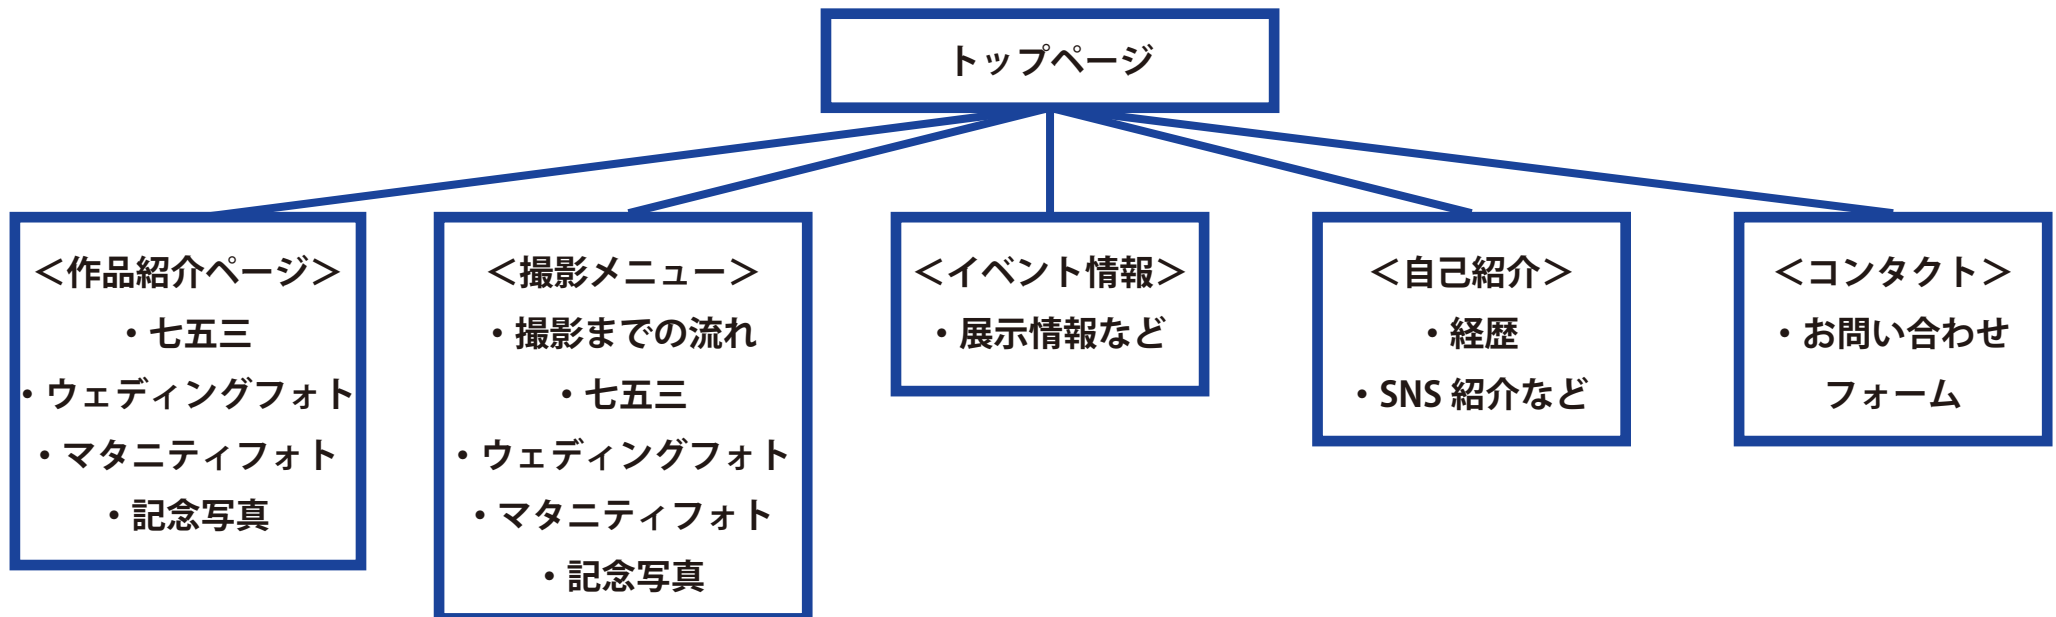 トップページ
＜作品紹介ページ＞
・七五三
・ウェディングフォト
・マタニティフォト
・記念写真
＜撮影メニュー＞
・撮影までの流れ
・七五三
・ウェディングフォト
・マタニティフォト
・記念写真
＜イベント情報＞
・展示情報など
＜自己紹介＞
・経歴
・SNS 紹介など
＜コンタクト＞
・お問い合わせ
フォーム